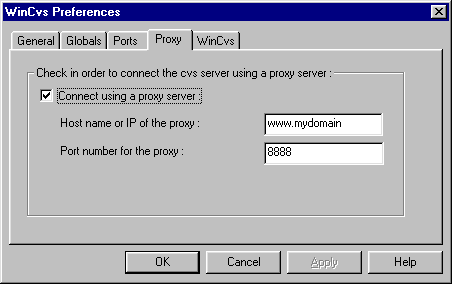 WinCvs Preferences
General Globals Ports Proxy WinCvs
Check in order to connect the cvs server using a proxy server :
Connect using a proxy server :
Host name or IP of the proxy : www.mydomain
Port number for the proxy : 8888
OK Cancel Apply Help